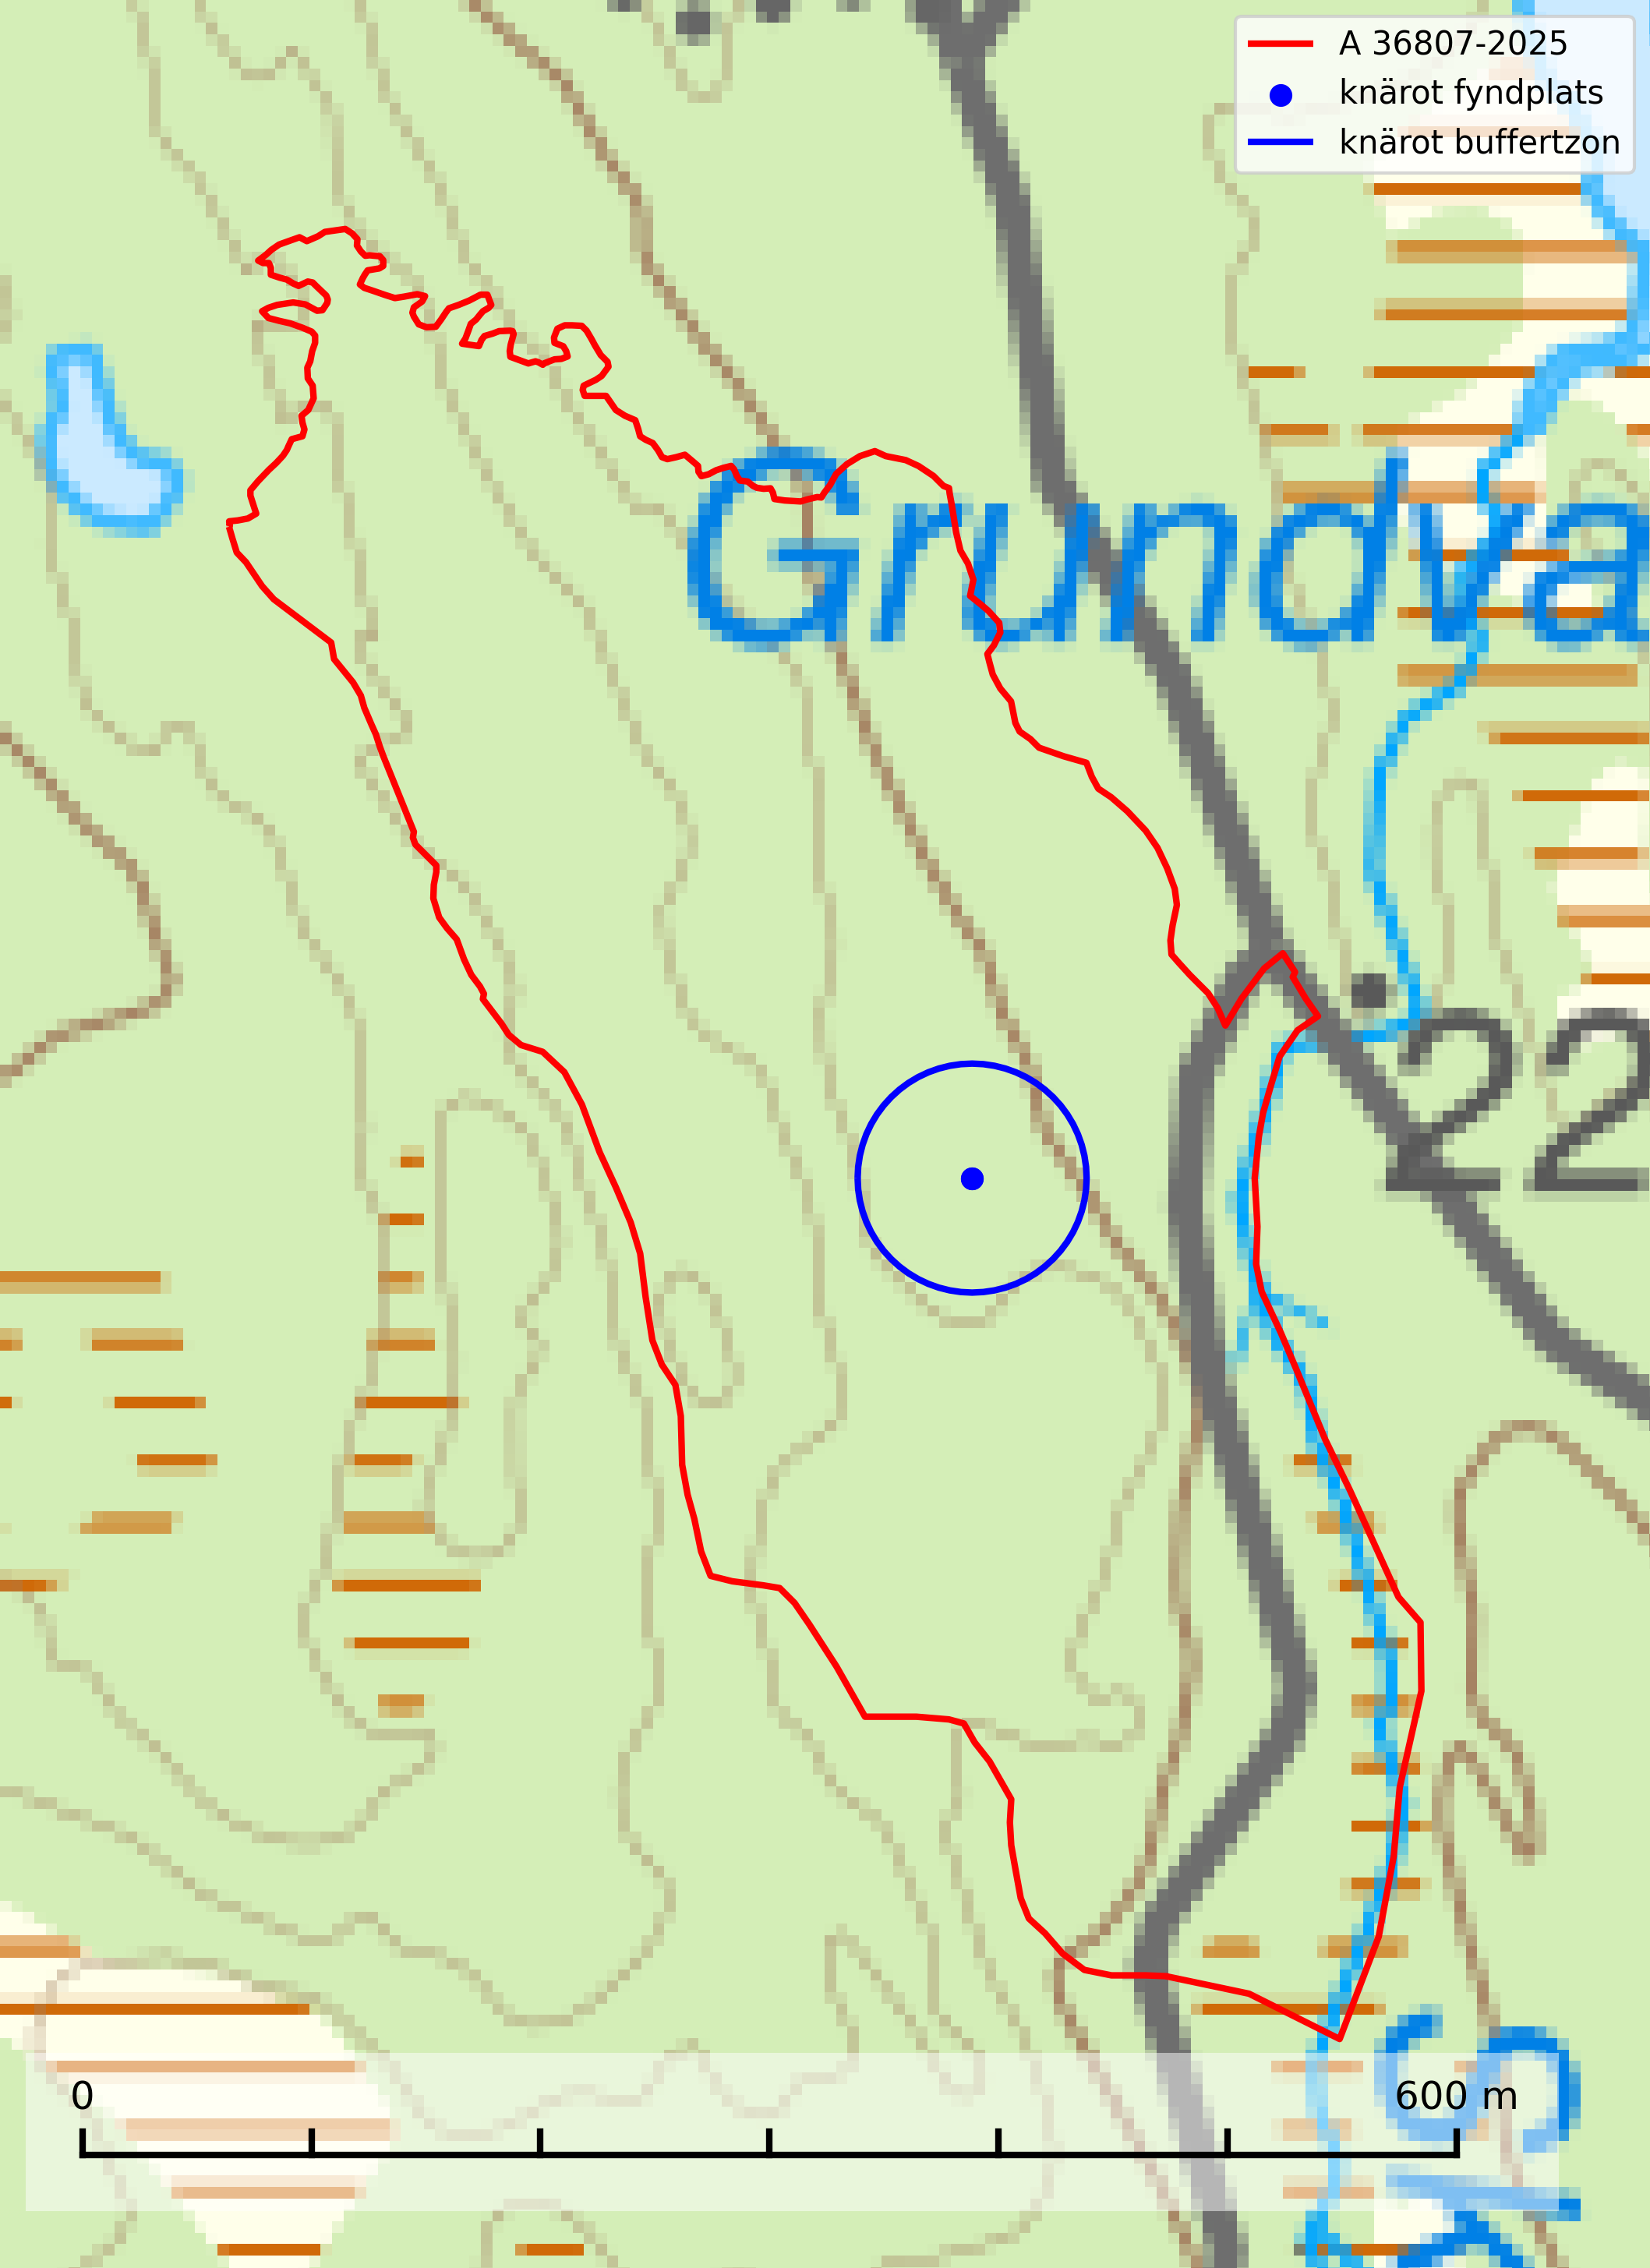 A 36807-2025
knärot fyndplats
knärot buffertzon
Grundva
22
0 600 m